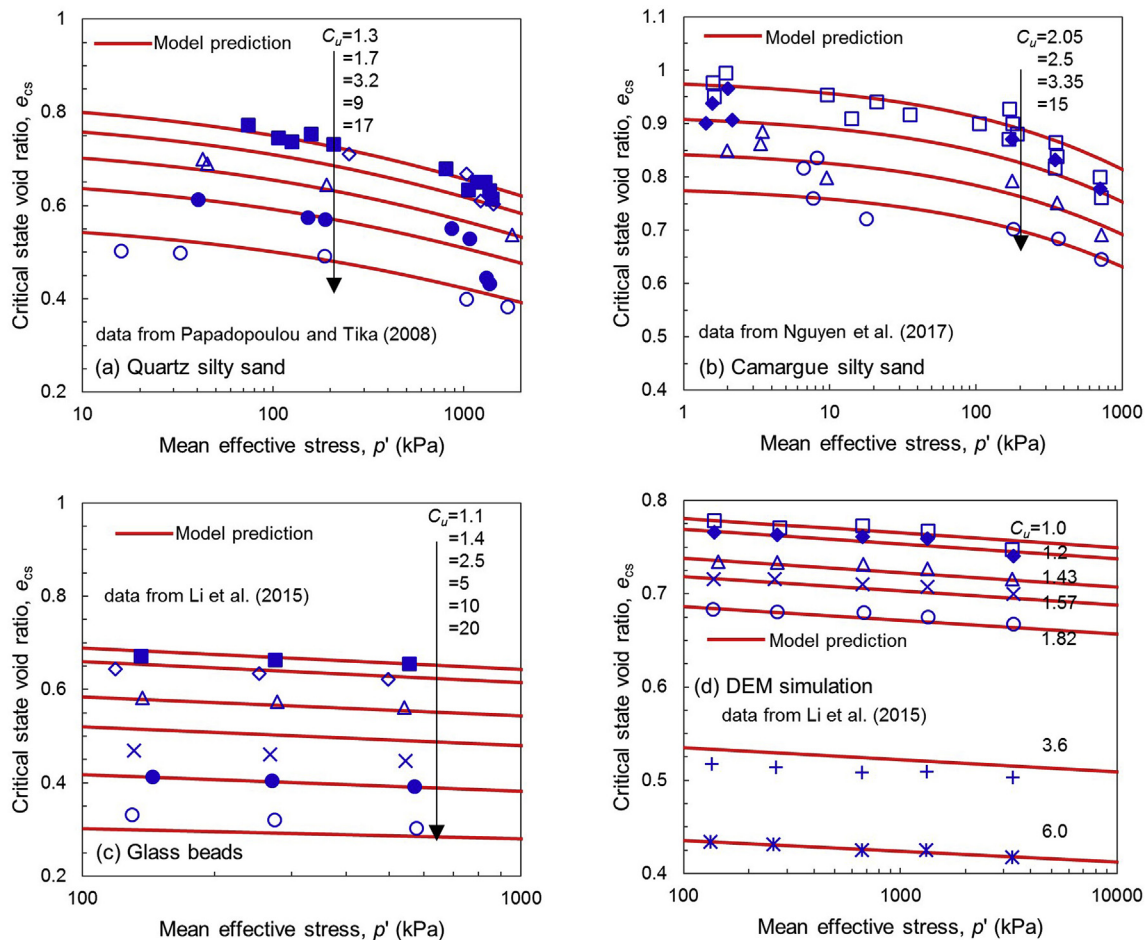 1
0.8
0.6
0.4
0.2
Critical state void ratio, ecs
Model prediction
Cu=1.3
=1.7
=3.2
=9
=17
data from Papadopoulou and Tika (2008)
(a) Quartz silty sand
10 100 1000
Mean effective stress, p' (kPa)
1.1
1
0.9
0.8
0.7
0.6
0.5
0.4
Critical state void ratio, ecs
Model prediction
Cu=2.05
=2.5
=3.35
=15
data from Nguyen et al. (2017)
(b) Camargue silty sand
1 10 100 1000
Mean effective stress, p' (kPa)
1
0.8
0.6
0.4
0.2
Critical state void ratio, ecs
Model prediction
Cu=1.1
=1.4
=2.5
=5
=10
=20
data from Li et al. (2015)
(c) Glass beads
100 1000
Mean effective stress, p' (kPa)
0.8
0.7
0.6
0.5
0.4
Critical state void ratio, ecs
Cu=1.0
1.2
1.43
1.57
1.82
Model prediction
(d) DEM simulation
data from Li et al. (2015)
3.6
6.0
100 1000 10000
Mean effective stress, p' (kPa)